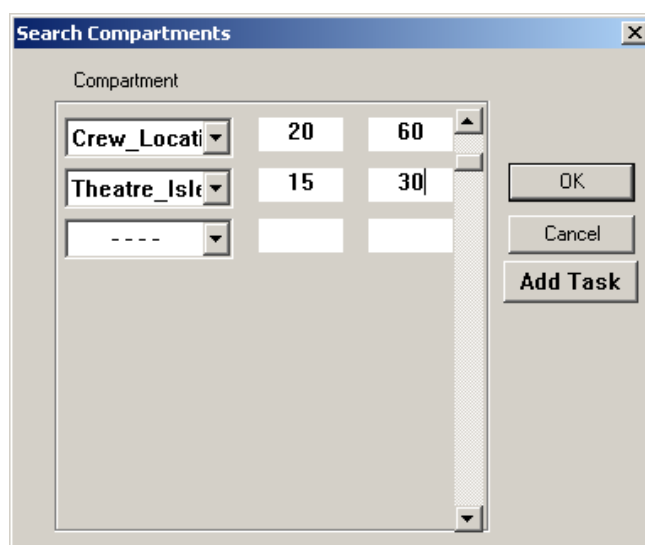 Search Compartments
Compartment
Crew_Locati 20 60
Theatre_Isle 15 30
- - - -
OK
Cancel
Add Task